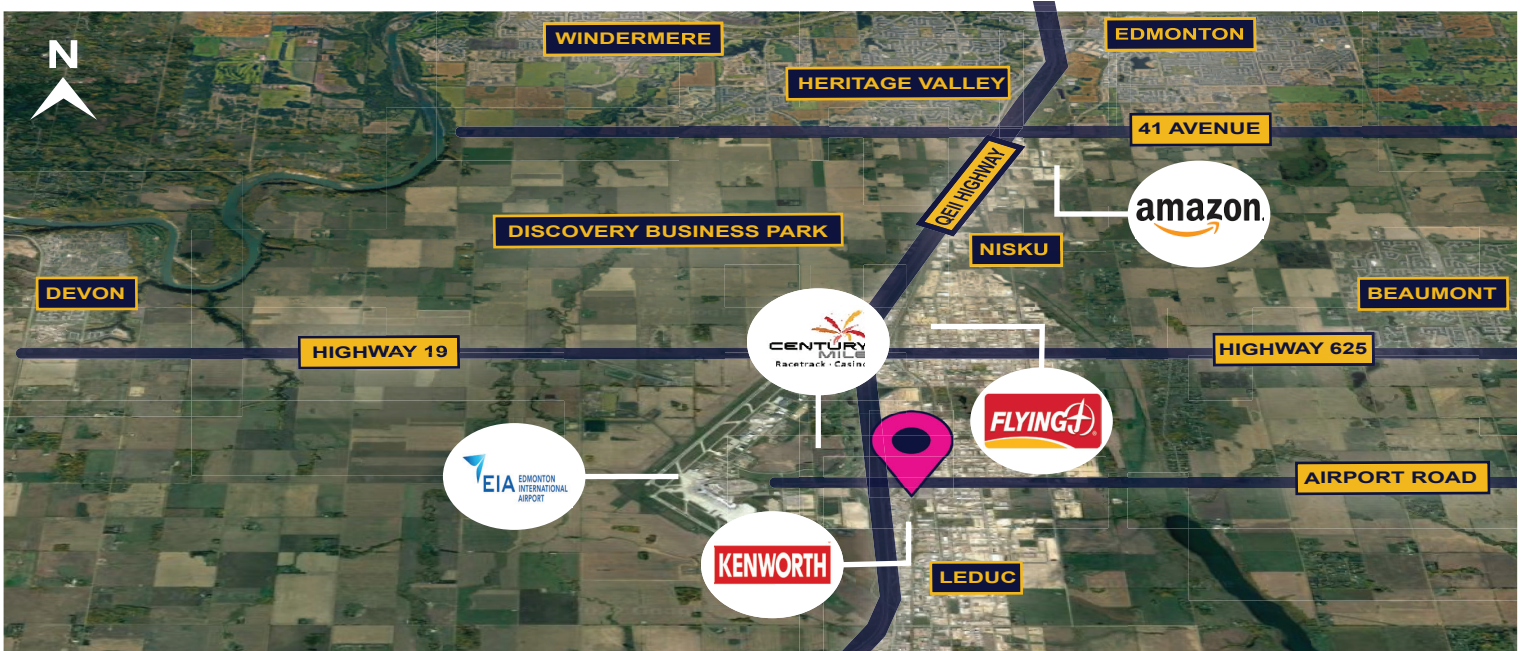 N
WINDERMERE
EDMONTON
HERITAGE VALLEY
41 AVENUE
QEII HIGHWAY
amazon
DISCOVERY BUSINESS PARK
NISKU
DEVON
BEAUMONT
CENTURY
MILE
Racetrack · Casino
HIGHWAY 19
HIGHWAY 625
FLYING J
EIA EDMONTON
INTERNATIONAL
AIRPORT
AIRPORT ROAD
KENWORTH
LEDUC